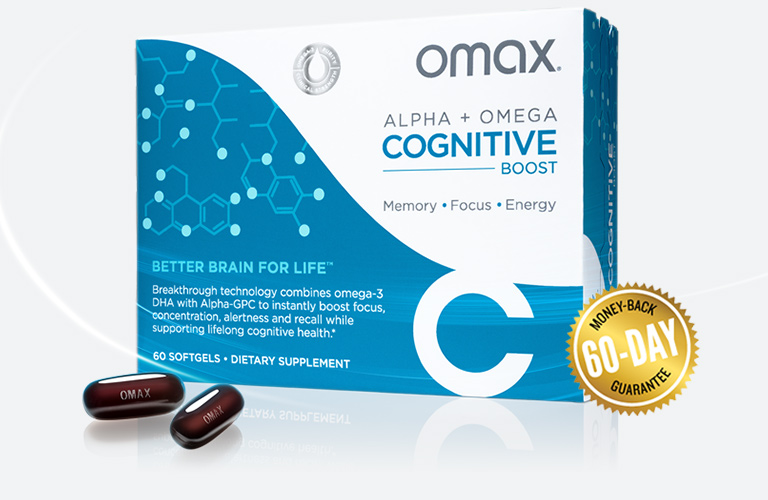 omax®
ALPHA + OMEGA
COGNITIVE
BOOST
Memory • Focus • Energy
BETTER BRAIN FOR LIFE™
Breakthrough technology combines omega-3
DHA with Alpha-GPC to instantly boost focus,
concentration, alertness and recall while
supporting lifelong cognitive health.*
60 SOFTGELS • DIETARY SUPPLEMENT
C
COGNITIVE
MONEY-BACK
60-DAY
GUARANTEE
OMAX
OMAX